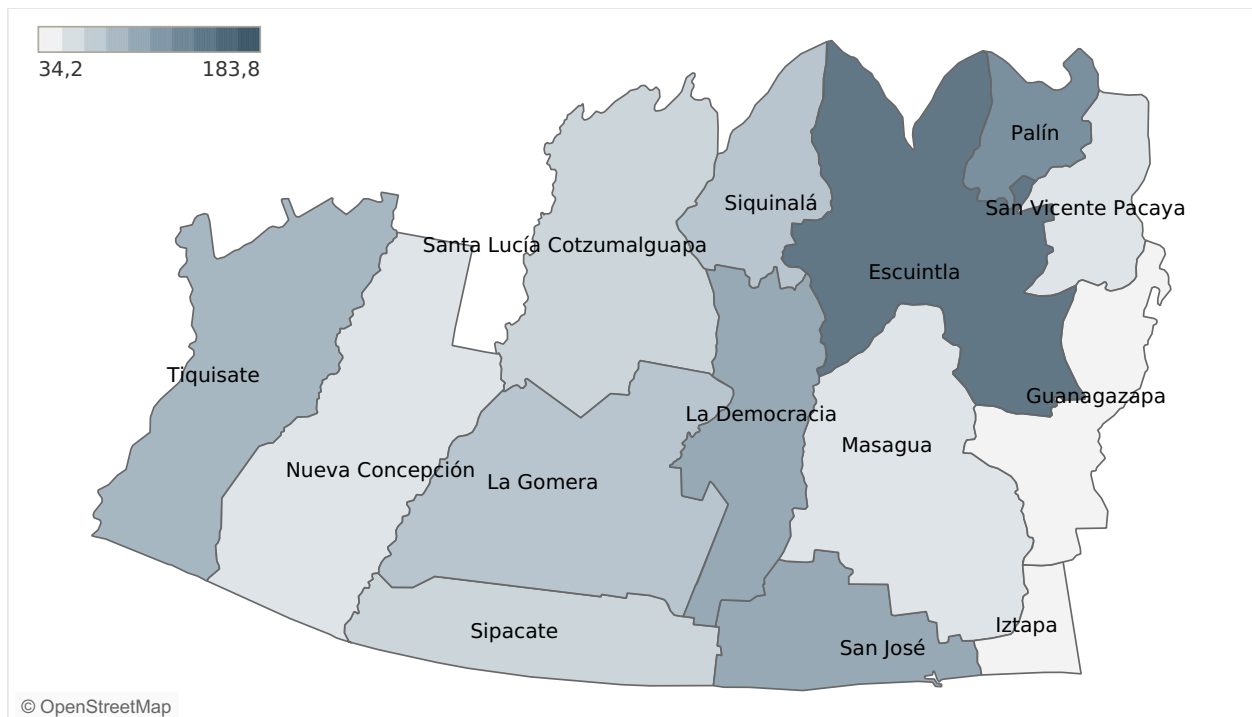 34,2
183,8
Palín
Siquinalá
San Vicente Pacaya
Santa Lucía Cotzumalguapa
Escuintla
Tiquisate
Guanagazapa
La Democracia
Masagua
Nueva Concepción
La Gomera
Iztapa
Sipacate
San José
© OpenStreetMap